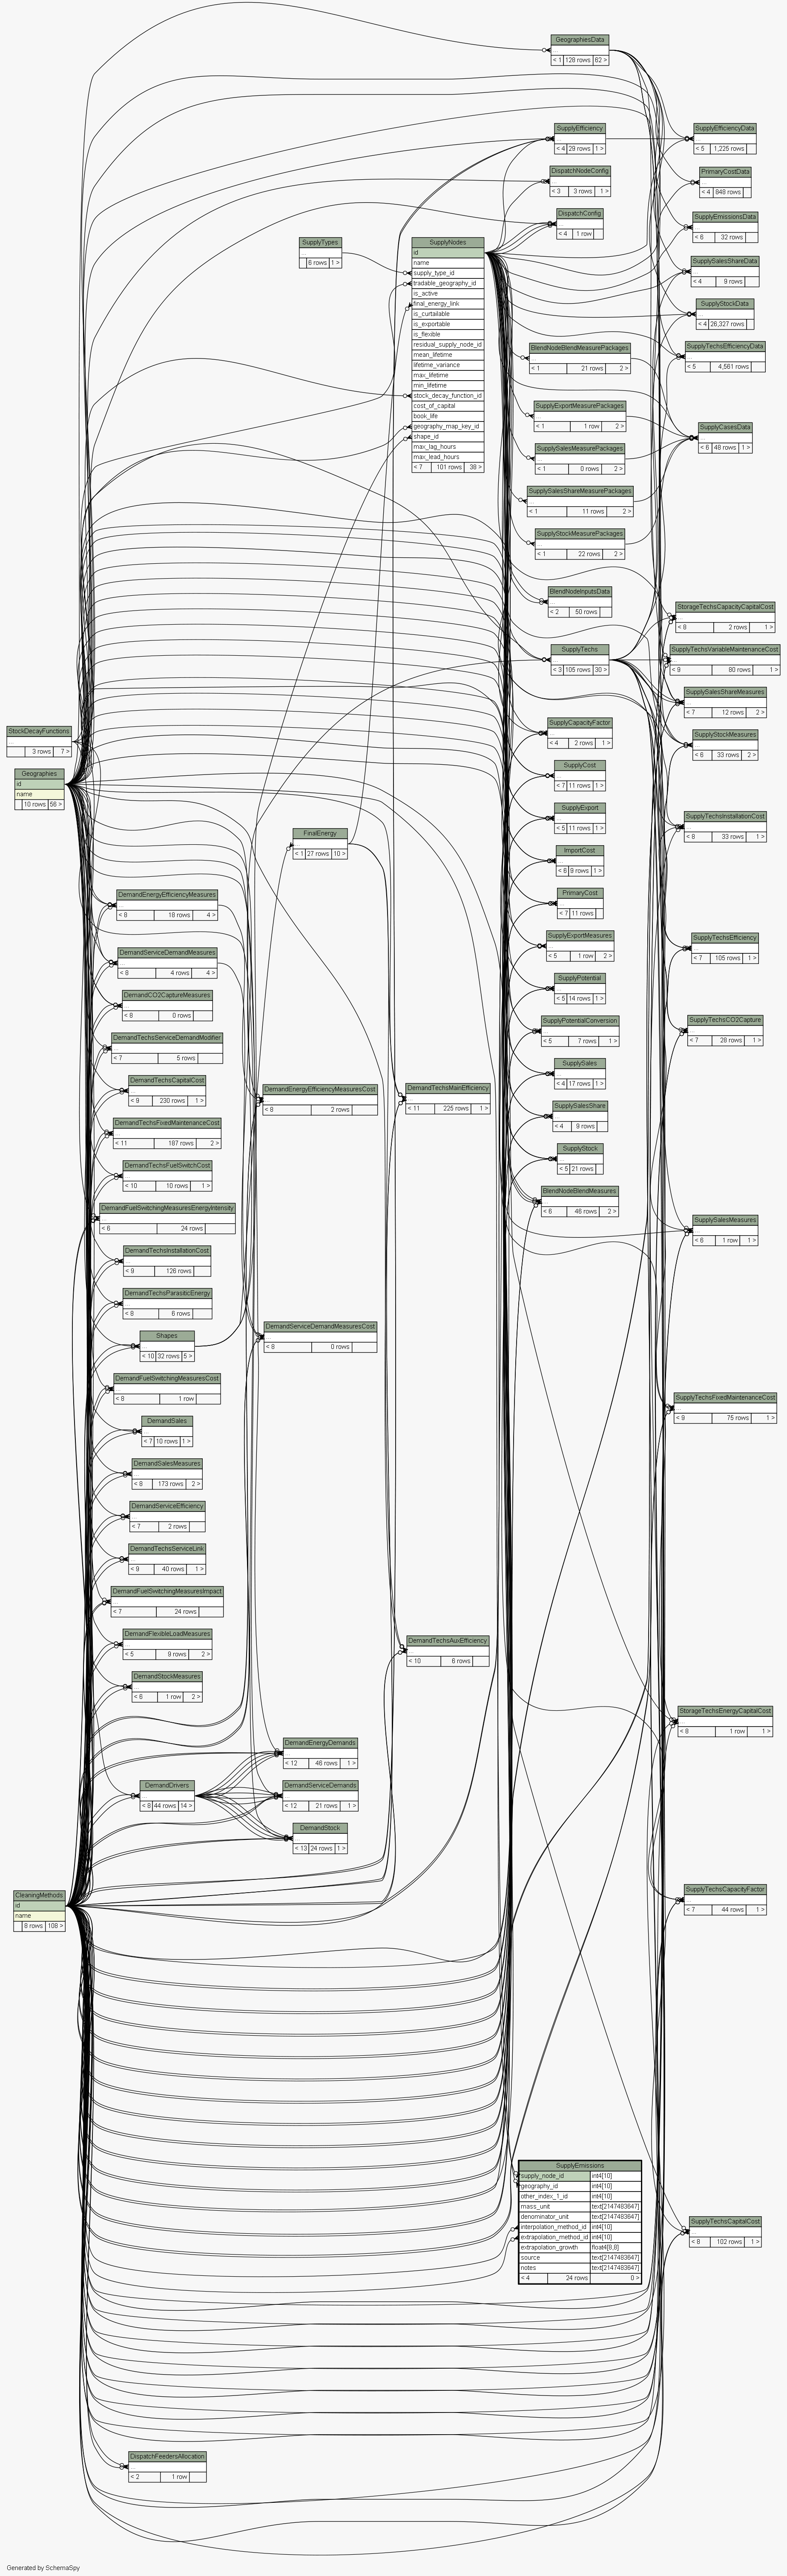 GeographiesData
...
< 1 128 rows 62 >
SupplyEfficiency
...
< 4 29 rows 1 >
SupplyEfficiencyData
...
< 5 1,225 rows
DispatchNodeConfig
...
< 3 3 rows 1 >
PrimaryCostData
...
< 4 848 rows
DispatchConfig
...
< 4 1 row
SupplyEmissionsData
...
< 6 32 rows
SupplyTypes
...
6 rows 1 >
SupplyNodes
id
name
supply_type_id
tradable_geography_id
is_active
final_energy_link
is_curtailable
is_exportable
is_flexible
residual_supply_node_id
mean_lifetime
lifetime_variance
max_lifetime
min_lifetime
stock_decay_function_id
cost_of_capital
book_life
geography_map_key_id
shape_id
max_lag_hours
max_lead_hours
< 7 101 rows 38 >
SupplySalesShareData
...
< 4 9 rows
SupplyStockData
...
< 4 26,327 rows
SupplyTechsEfficiencyData
...
< 5 4,561 rows
BlendNodeBlendMeasurePackages
...
< 1 21 rows 2 >
SupplyExportMeasurePackages
...
< 1 1 row 2 >
SupplyCasesData
...
< 6 48 rows 1 >
SupplySalesMeasurePackages
...
< 1 0 rows 2 >
SupplySalesShareMeasurePackages
...
< 1 11 rows 2 >
SupplyStockMeasurePackages
...
< 1 22 rows 2 >
BlendNodeInputsData
...
< 2 50 rows
StorageTechsCapacityCapitalCost
...
< 8 2 rows 1 >
SupplyTechs
...
< 3 105 rows 30 >
SupplyTechsVariableMaintenanceCost
...
< 9 80 rows 1 >
SupplySalesShareMeasures
...
< 7 12 rows 2 >
StockDecayFunctions
...
3 rows 7 >
SupplyCapacityFactor
...
< 4 2 rows 1 >
SupplyStockMeasures
...
< 6 33 rows 2 >
Geographies
id
name
10 rows 56 >
SupplyCost
...
< 7 11 rows 1 >
SupplyExport
...
< 5 11 rows 1 >
SupplyTechsInstallationCost
...
< 8 33 rows 1 >
FinalEnergy
...
< 1 27 rows 10 >
ImportCost
...
< 6 9 rows 1 >
DemandEnergyEfficiencyMeasures
...
< 8 18 rows 4 >
PrimaryCost
...
< 7 11 rows
DemandServiceDemandMeasures
...
< 8 4 rows 4 >
SupplyExportMeasures
...
< 5 1 row 2 >
SupplyTechsEfficiency
...
< 7 105 rows 1 >
DemandCO2CaptureMeasures
...
< 8 0 rows
SupplyPotential
...
< 5 14 rows 1 >
DemandTechsServiceDemandModifier
...
< 7 5 rows
SupplyPotentialConversion
...
< 5 7 rows 1 >
SupplyTechsCO2Capture
...
< 7 28 rows 1 >
DemandTechsCapitalCost
...
< 9 230 rows 1 >
DemandEnergyEfficiencyMeasuresCost
...
< 8 2 rows
DemandTechsMainEfficiency
...
< 11 225 rows 1 >
SupplySales
...
< 4 17 rows 1 >
DemandTechsFixedMaintenanceCost
...
< 11 187 rows 2 >
SupplySalesShare
...
< 4 9 rows
DemandTechsFuelSwitchCost
...
< 10 10 rows 1 >
SupplyStock
...
< 5 21 rows
DemandFuelSwitchingMeasuresEnergyIntensity
...
< 6 24 rows
BlendNodeBlendMeasures
...
< 6 46 rows 2 >
SupplySalesMeasures
...
< 6 1 row 1 >
DemandTechsInstallationCost
...
< 9 126 rows
DemandTechsParasiticEnergy
...
< 8 6 rows
Shapes
...
< 10 32 rows 5 >
DemandServiceDemandMeasuresCost
...
< 8 0 rows
DemandFuelSwitchingMeasuresCost
...
< 8 1 row
SupplyTechsFixedMaintenanceCost
...
< 9 75 rows 1 >
DemandSales
...
< 7 10 rows 1 >
DemandSalesMeasures
...
< 8 173 rows 2 >
DemandServiceEfficiency
...
< 7 2 rows
DemandTechsServiceLink
...
< 9 40 rows 1 >
DemandFuelSwitchingMeasuresImpact
...
< 7 24 rows
DemandFlexibleLoadMeasures
...
< 5 9 rows 2 >
DemandTechsAuxEfficiency
...
< 10 6 rows
DemandStockMeasures
...
< 6 1 row 2 >
StorageTechsEnergyCapitalCost
...
< 8 1 row 1 >
DemandEnergyDemands
...
< 12 46 rows 1 >
DemandDrivers
...
< 8 44 rows 14 >
DemandServiceDemands
...
< 12 21 rows 1 >
DemandStock
...
< 13 24 rows 1 >
CleaningMethods
id
name
8 rows 108 >
SupplyTechsCapacityFactor
...
< 7 44 rows 1 >
SupplyEmissions
supply_node_id int4[10]
geography_id int4[10]
other_index_1_id int4[10]
mass_unit text[2147483647]
denominator_unit text[2147483647]
interpolation_method_id int4[10]
extrapolation_method_id int4[10]
extrapolation_growth float4[8,8]
source text[2147483647]
notes text[2147483647]
< 4 24 rows 0 >
SupplyTechsCapitalCost
...
< 8 102 rows 1 >
DispatchFeedersAllocation
...
< 2 1 row
Generated by SchemaSpy